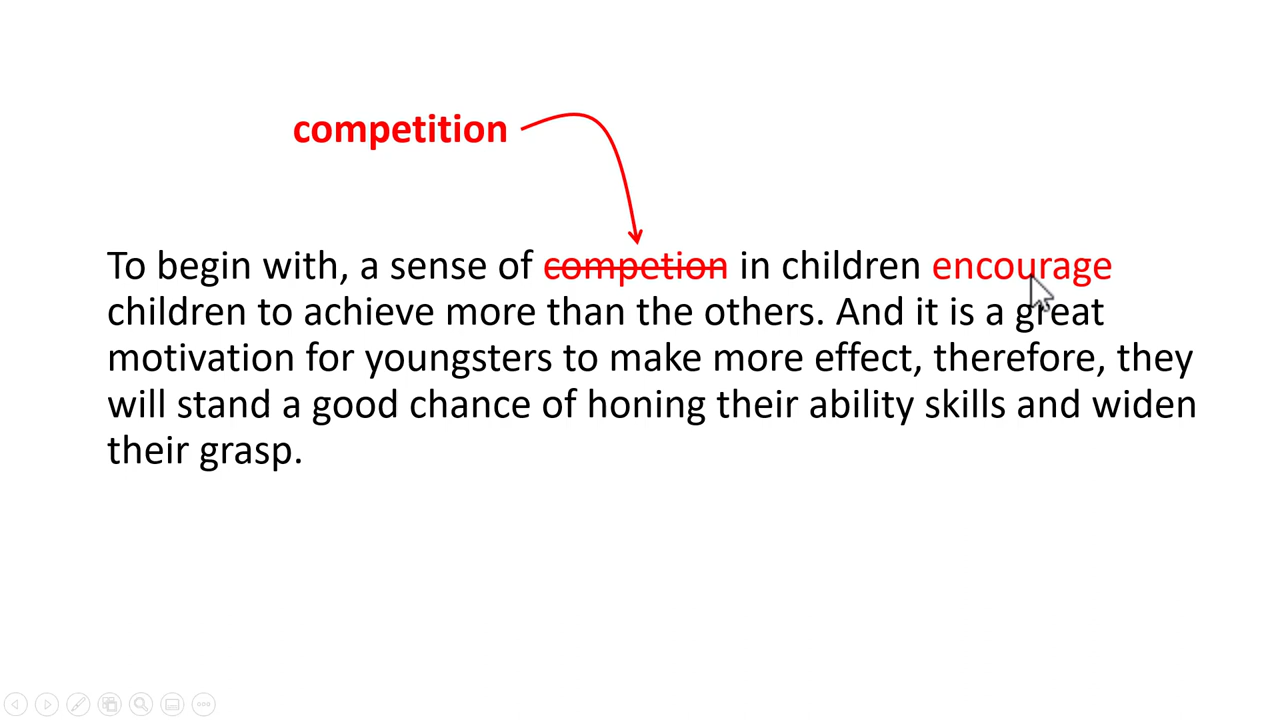 competition
To begin with, a sense of competion in children encourage
children to achieve more than the others. And it is a great
motivation for youngsters to make more effect, therefore, they
will stand a good chance of honing their ability skills and widen
their grasp.